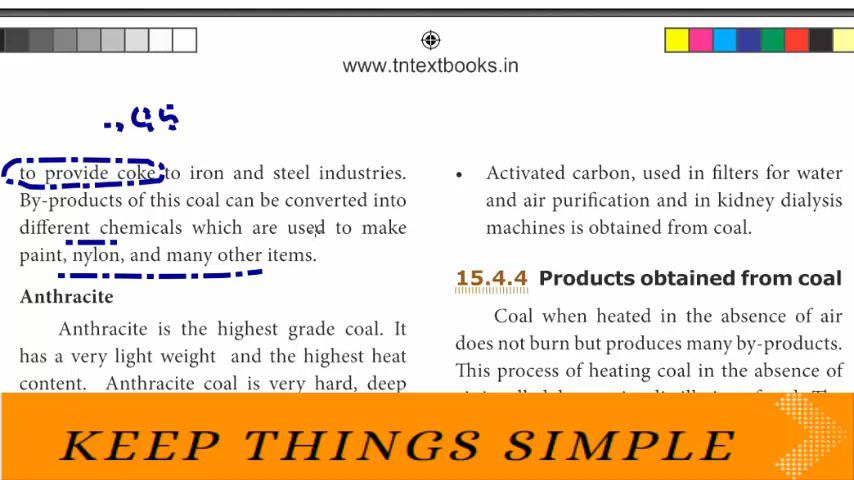 www.tntextbooks.in
to provide coke to iron and steel industries.
By-products of this coal can be converted into
different chemicals which are used to make
paint, nylon, and many other items.
Anthracite
Anthracite is the highest grade coal. It
has a very light weight and the highest heat
content. Anthracite coal is very hard, deep
• Activated carbon, used in filters for water
and air purification and in kidney dialysis
machines is obtained from coal.
15.4.4 Products obtained from coal
Coal when heated in the absence of air
does not burn but produces many by-products.
This process of heating coal in the absence of
KEEP THINGS SIMPLE